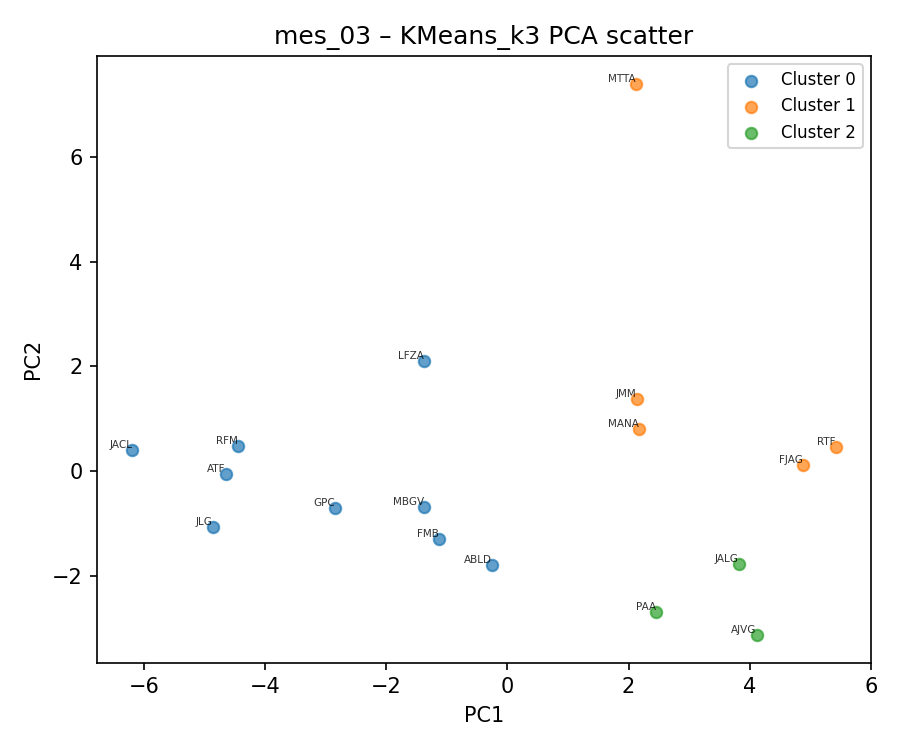 mes_03 – KMeans_k3 PCA scatter
MTTA
Cluster 0
Cluster 1
Cluster 2
6
4
PC2
2
0
−2
LFZA
JMM
MANA
RTF
FJAG
JACL
RFM
ATF
JLG
GPC
MBGV
FMB
ABLD
JALG
PAA
AJVG
−6
−4
−2
0
2
4
6
PC1